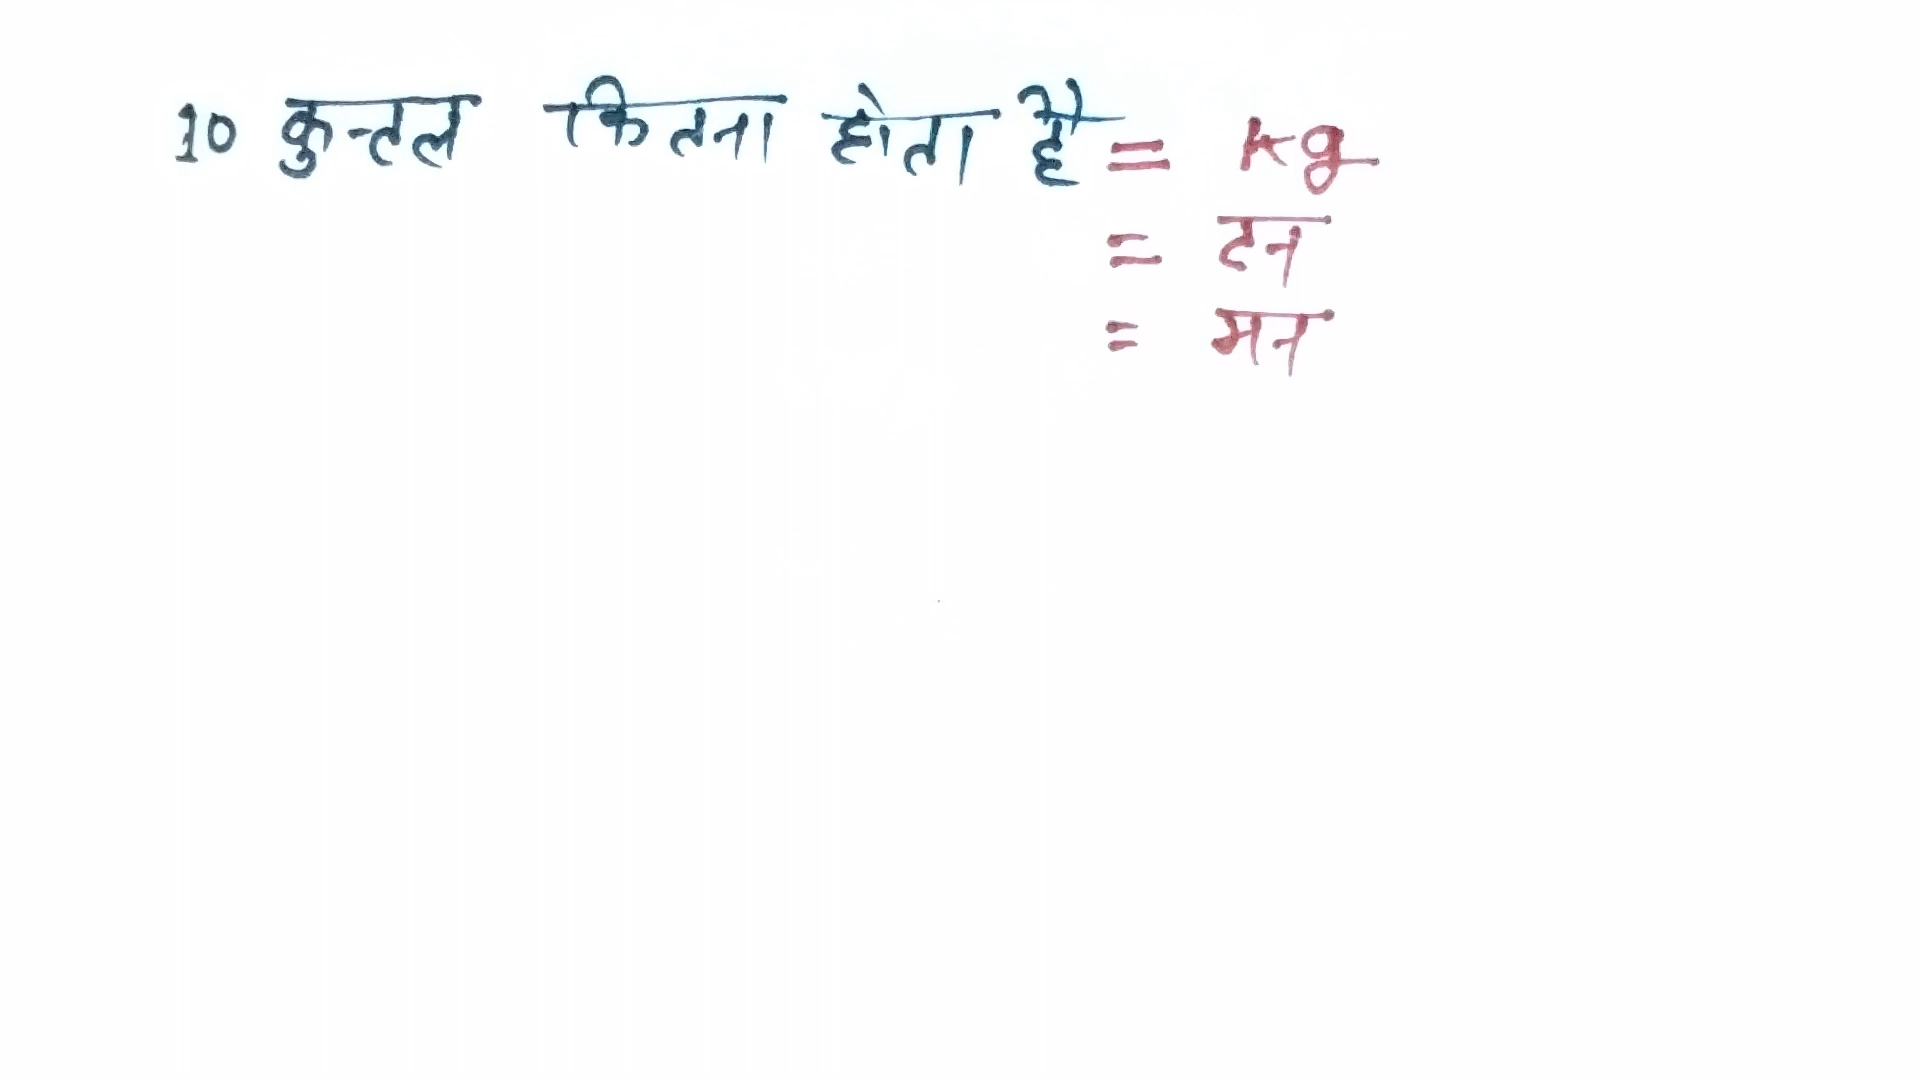 10 कुन्तल कितना होता है = kg
= टन
= मन